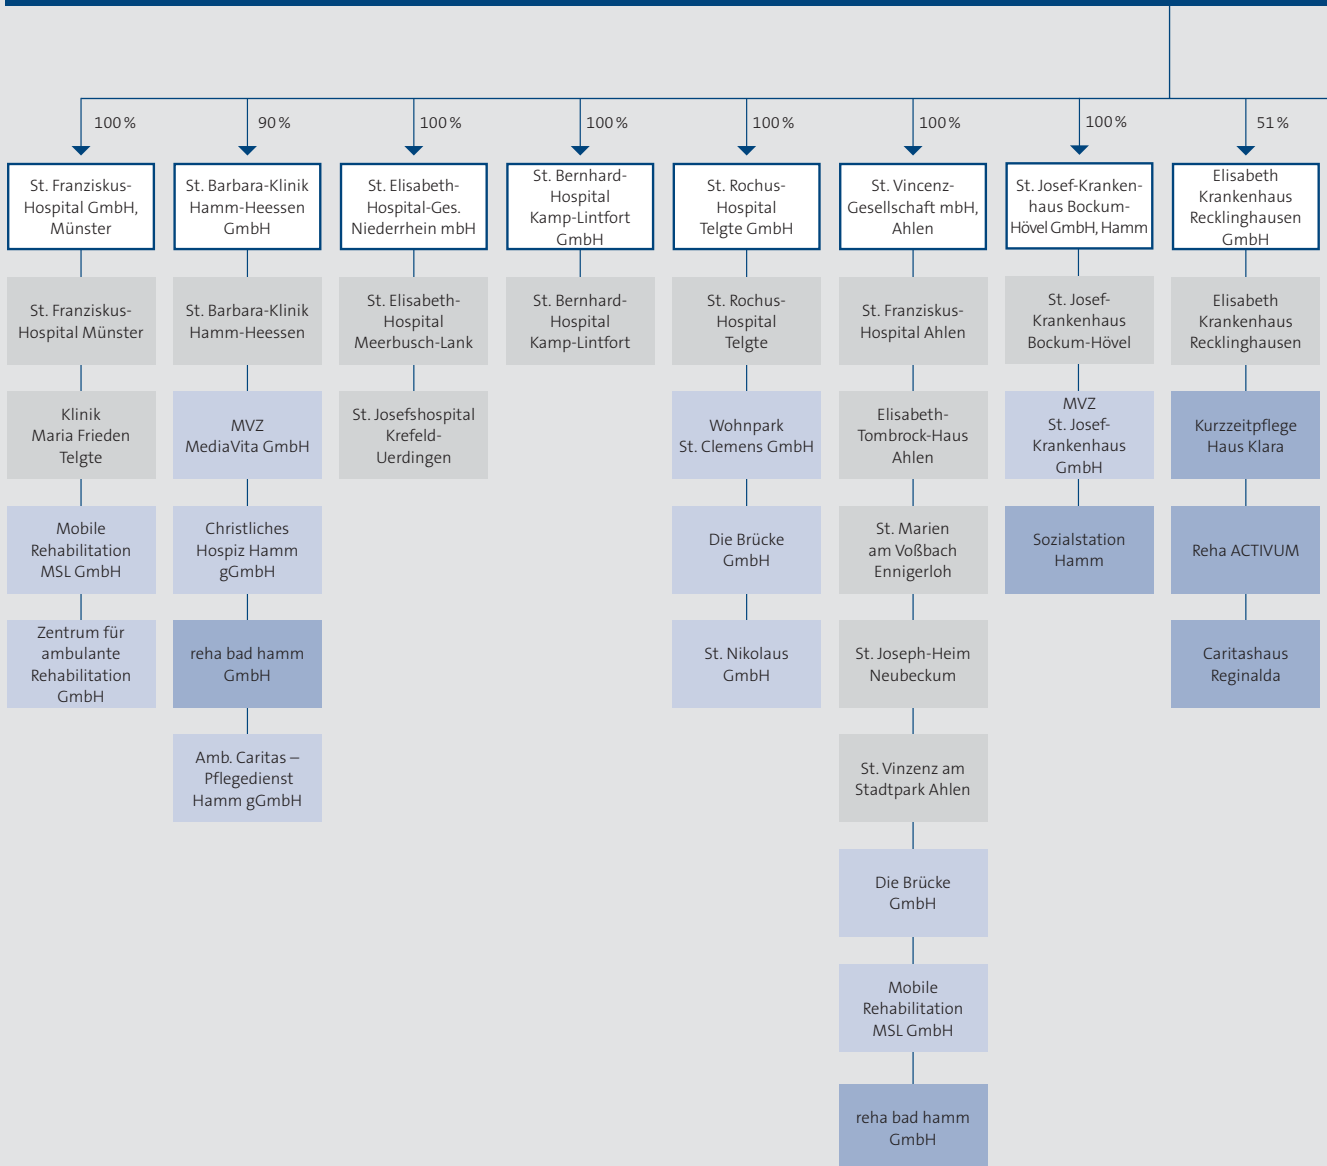 100 %
90 %
100 %
100 %
100 %
100 %
100 %
51 %
St. Franziskus-
Hospital GmbH,
Münster
St. Franziskus-
Hospital Münster
Klinik
Maria Frieden
Telgte
Mobile
Rehabilitation
MSL GmbH
Zentrum für
ambulante
Rehabilitation
GmbH
St. Barbara-Klinik
Hamm-Heessen
GmbH
St. Barbara-Klinik
Hamm-Heessen
MVZ
MediaVita GmbH
Christliches
Hospiz Hamm
gGmbH
reha bad hamm
GmbH
Amb. Caritas –
Pflegedienst
Hamm gGmbH
St. Elisabeth-
Hospital-Ges.
Niederrhein mbH
St. Elisabeth-
Hospital
Meerbusch-Lank
St. Josefshospital
Krefeld-
Uerdingen
St. Bernhard-
Hospital
Kamp-Lintfort
GmbH
St. Bernhard-
Hospital
Kamp-Lintfort
St. Rochus-
Hospital
Telgte GmbH
St. Rochus-
Hospital
Telgte
Wohnpark
St. Clemens GmbH
Die Brücke
GmbH
St. Nikolaus
GmbH
St. Vincenz-
Gesellschaft mbH,
Ahlen
St. Franziskus-
Hospital Ahlen
Elisabeth-
Tombrock-Haus
Ahlen
St. Marien
am Voßbach
Ennigerloh
St. Joseph-Heim
Neubeckum
St. Vinzenz am
Stadtpark Ahlen
Die Brücke
GmbH
Mobile
Rehabilitation
MSL GmbH
reha bad hamm
GmbH
St. Josef-Kranken-
haus Bockum-
Hövel GmbH, Hamm
St. Josef-
Krankenhaus
Bockum-Hövel
MVZ
St. Josef-
Krankenhaus
GmbH
Sozialstation
Hamm
Elisabeth
Krankenhaus
Recklinghausen
GmbH
Elisabeth
Krankenhaus
Recklinghausen
Kurzzeitpflege
Haus Klara
Reha ACTIVUM
Caritashaus
Reginalda